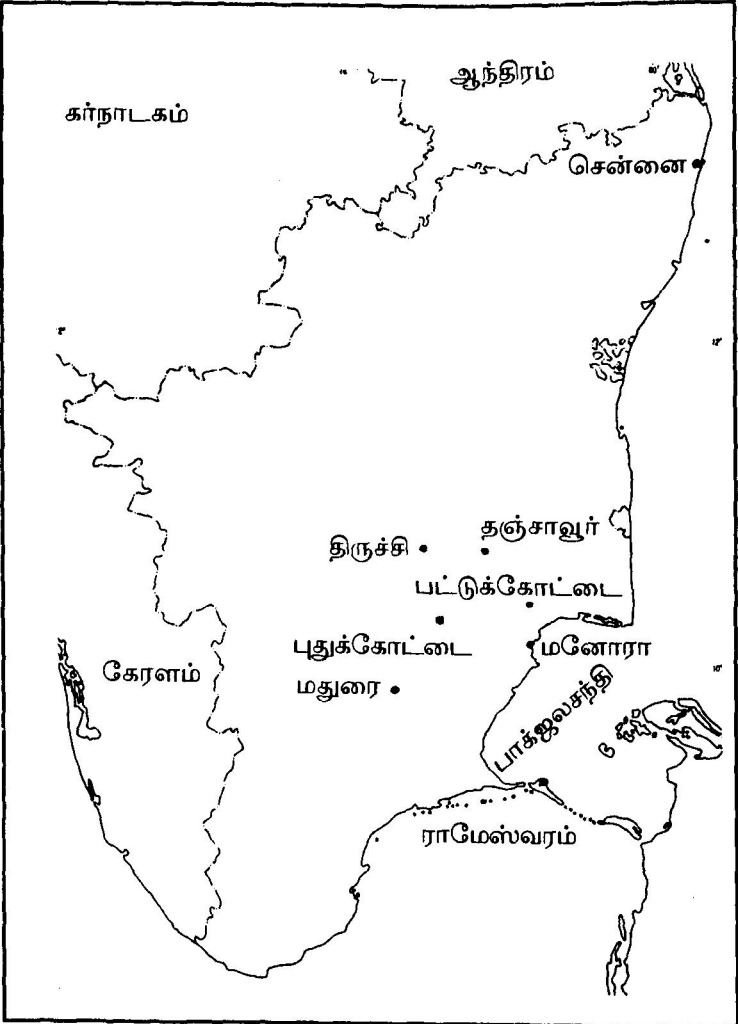 ஆந்திரம்
கர்நாடகம்
சென்னை
தஞ்சாவூர்
திருச்சி
பட்டுக்கோட்டை
புதுக்கோட்டை
மனோரா
கேரளம்
மதுரை
பாக்ஜலசந்தி
ராமேஸ்வரம்